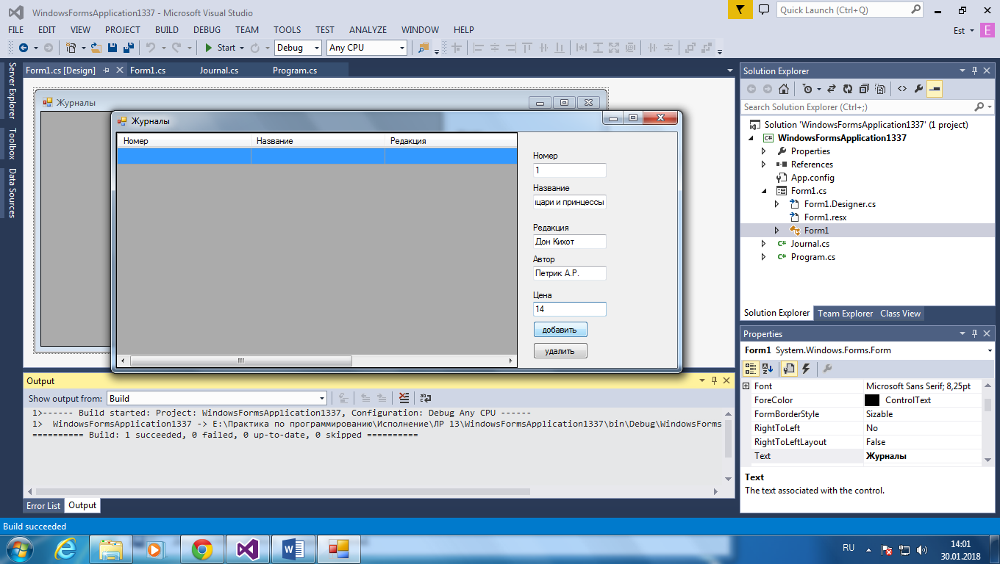 WindowsFormsApplication1337 - Microsoft Visual Studio
Quick Launch (Ctrl+Q)
FILE EDIT VIEW PROJECT BUILD DEBUG TEAM TOOLS TEST ANALYZE WINDOW HELP
Est E
Start Debug Any CPU
Server Explorer
Toolbox
Data Sources
Form1.cs [Design] Form1.cs Journal.cs Program.cs
Журналы
Журналы
Номер Название Редакция
Номер
1
Название
цари и принцессы
Редакция
Дон Кихот
Автор
Петрик А.Р.
Цена
14
добавить
удалить
Output
Show output from: Build
1>------ Build started: Project: WindowsFormsApplication1337, Configuration: Debug Any CPU ------
1> WindowsFormsApplication1337 -> E:\Практика по программированию\Исполнение\ЛР 13\WindowsFormsApplication1337\bin\Debug\WindowsForms
========== Build: 1 succeeded, 0 failed, 0 up-to-date, 0 skipped ==========
Error List Output
Solution Explorer
Search Solution Explorer (Ctrl+;)
Solution 'WindowsFormsApplication1337' (1 project)
C# WindowsFormsApplication1337
Properties
References
App.config
Form1.cs
Form1.Designer.cs
Form1.resx
Form1
C# Journal.cs
C# Program.cs
Solution Explorer Team Explorer Class View
Properties
Form1 System.Windows.Forms.Form
Font Microsoft Sans Serif; 8,25pt
ForeColor ControlText
FormBorderStyle Sizable
RightToLeft No
RightToLeftLayout False
Text Журналы
Text
The text associated with the control.
Build succeeded
RU
14:01
30.01.2018